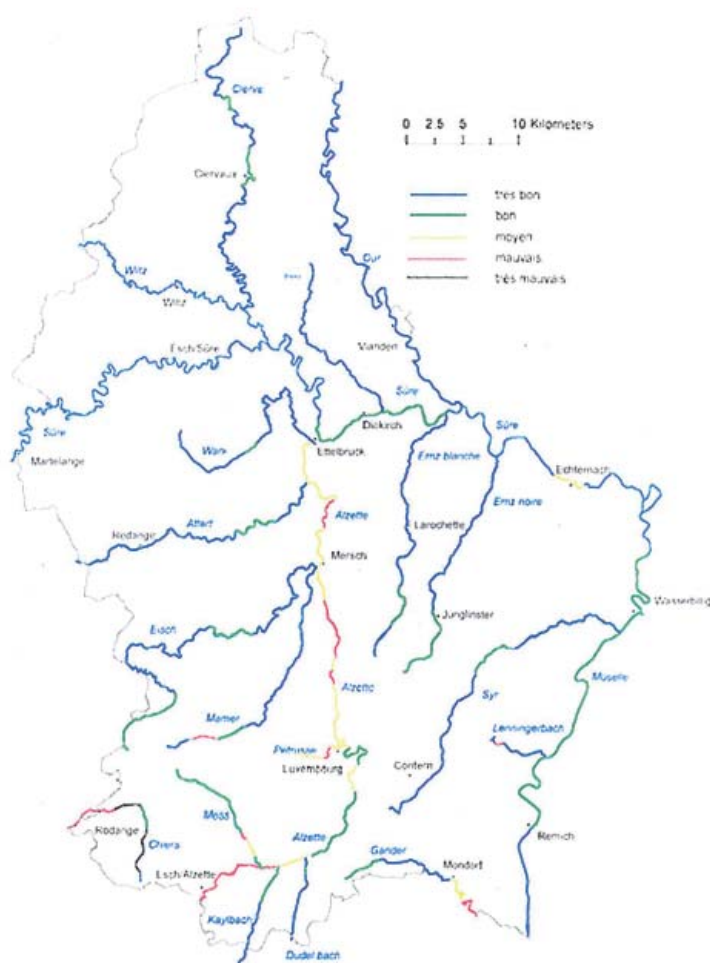 Clerve
0 2.5 5 10 Kilometers
Clervaux
très bon
bon
moyen
mauvais
très mauvais
Wiltz
Our
Wiltz
Esch/Sûre
Vianden
Sûre
Sûre
Diekirch
Sûre
Martelange
Wark
Ettelbruck
Ernz blanche
Echternach
Ernz noire
Attert
Alzette
Redange
Larochette
Mersch
Wasserbillig
Junglinster
Eisch
Alzette
Syr
Moselle
Mamer
Lenningerbach
Petrusse
Luxembourg
Contern
Mess
Rodange
Chiers
Alzette
Remich
Gander
Mondorf
Esch/Alzette
Kaylbach
Dudel bach